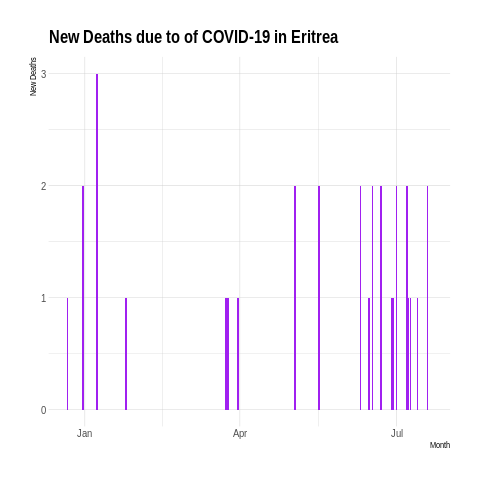 New Deaths due to of COVID-19 in Eritrea
New Deaths
3
2
1
0
Jan
Apr
Jul
Month